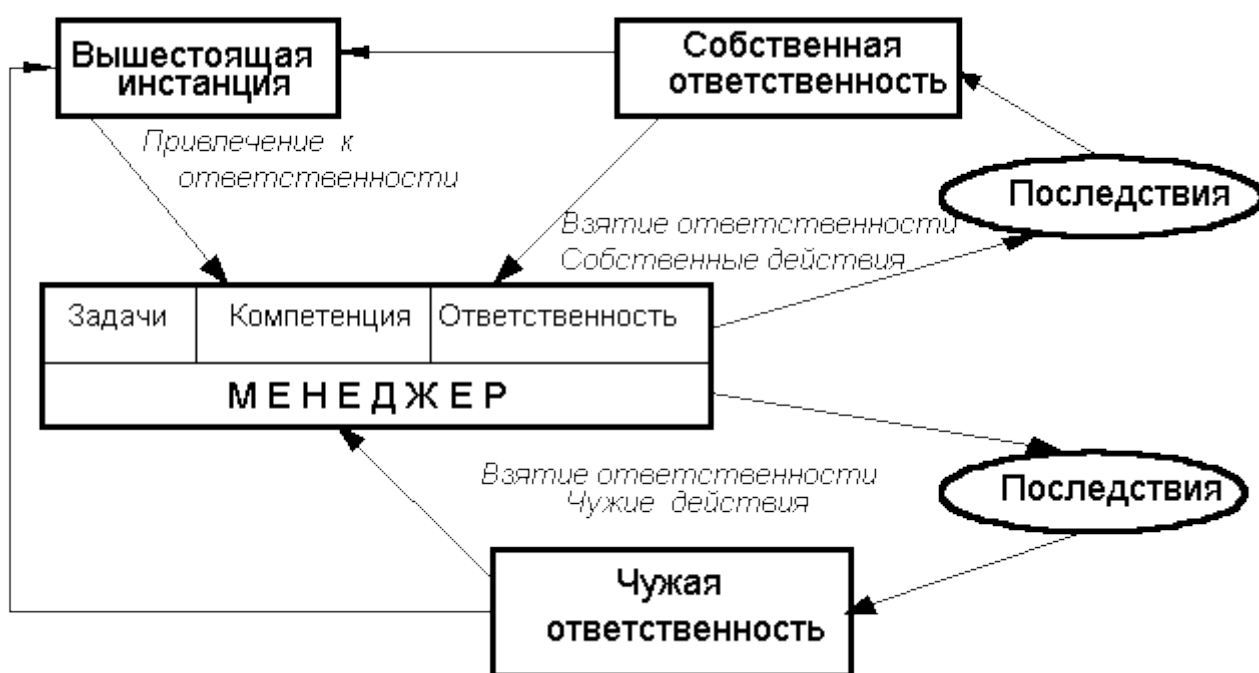 Вышестоящая
инстанция
Собственная
ответственность
Привлечение к
ответственности
Последствия
Взятие ответственности
Собственные действия
Задачи
Компетенция
Ответственность
МЕНЕДЖЕР
Взятие ответственности
Чужие действия
Последствия
Чужая
ответственность